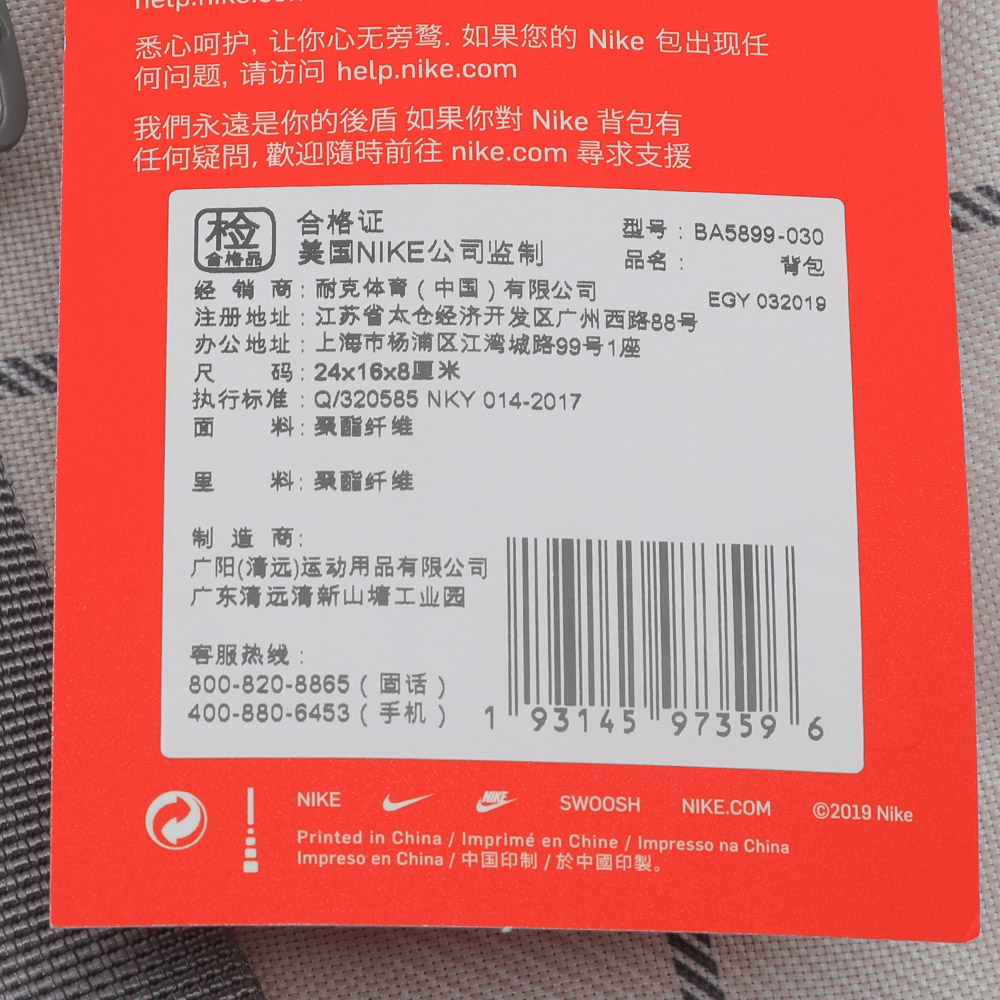 help.nike.com
悉心呵护, 让你心无旁鹜. 如果您的 Nike 包出现任
何问题, 请访问 help.nike.com
我們永遠是你的後盾 如果你對 Nike 背包有
任何疑問, 歡迎隨時前往 nike.com 尋求支援
检
合格品
合格证
美国NIKE公司监制
型号 : BA5899-030
品名 : 背包
EGY 032019
经销商 : 耐克体育 ( 中国 ) 有限公司
注册地址 : 江苏省太仓经济开发区广州西路88号
办公地址 : 上海市杨浦区江湾城路99号1座
尺码 : 24x16x8厘米
执行标准 : Q/320585 NKY 014-2017
面料 : 聚酯纤维
里料 : 聚酯纤维
制造商:
广阳(清远)运动用品有限公司
广东清远清新山塘工业园
客服热线 :
800-820-8865 ( 固话 )
400-880-6453 ( 手机 )
1 93145 97359 6
NIKE NIKE SWOOSH NIKE.COM ©2019 Nike
Printed in China / Imprimé en Chine / Impresso na China
Impreso en China / 中国印制 / 於中國印製。